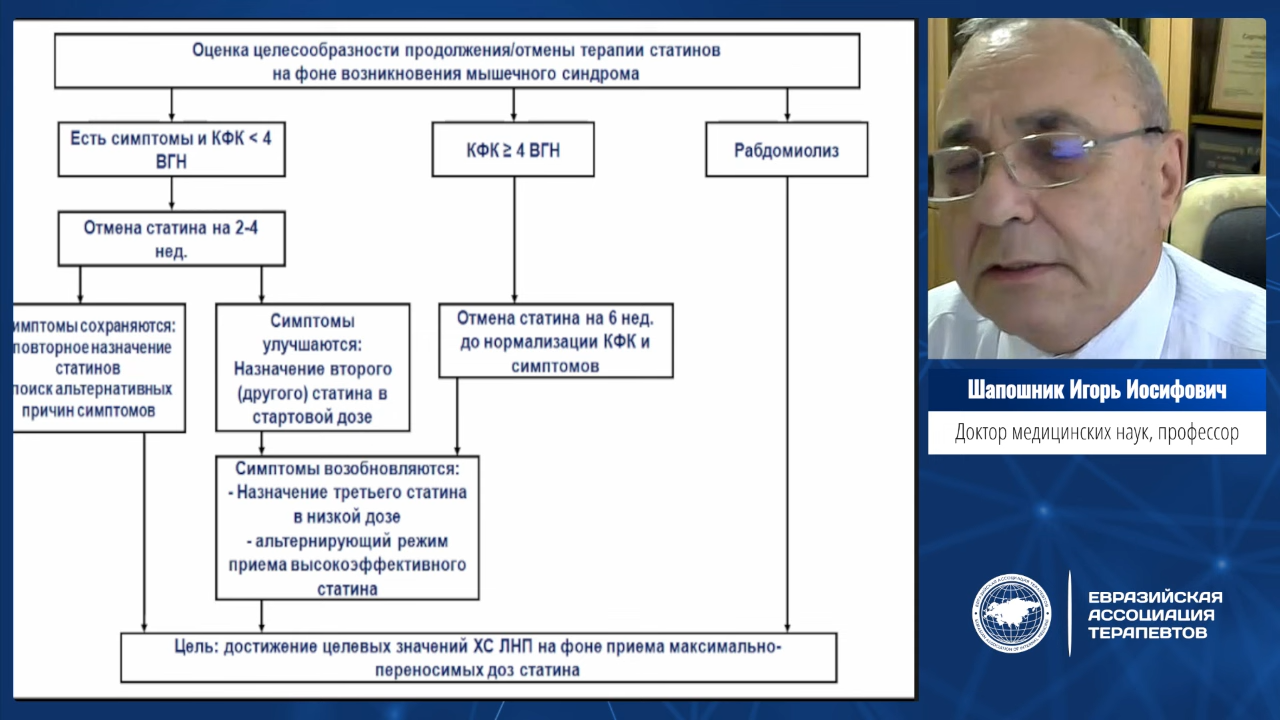 Оценка целесообразности продолжения/отмены терапии статинов
на фоне возникновения мышечного синдрома
Есть симптомы и КФК < 4
ВГН
КФК ≥ 4 ВГН
Рабдомиолиз
Отмена статина на 2-4
нед.
имптомы сохраняются:
повторное назначение
статинов
поиск альтернативных
причин симптомов
Симптомы
улучшаются:
Назначение второго
(другого) статина в
стартовой дозе
Отмена статина на 6 нед.
до нормализации КФК и
симптомов
Симптомы возобновляются:
- Назначение третьего статина
в низкой дозе
- альтернирующий режим
приема высокоэффективного
статина
Цель: достижение целевых значений ХС ЛНП на фоне приема максимально-
переносимых доз статина
Шапошник Игорь Иосифович
Доктор медицинских наук, профессор
ЕВРАЗИЙСКАЯ
АССОЦИАЦИЯ
ТЕРАПЕВТОВ